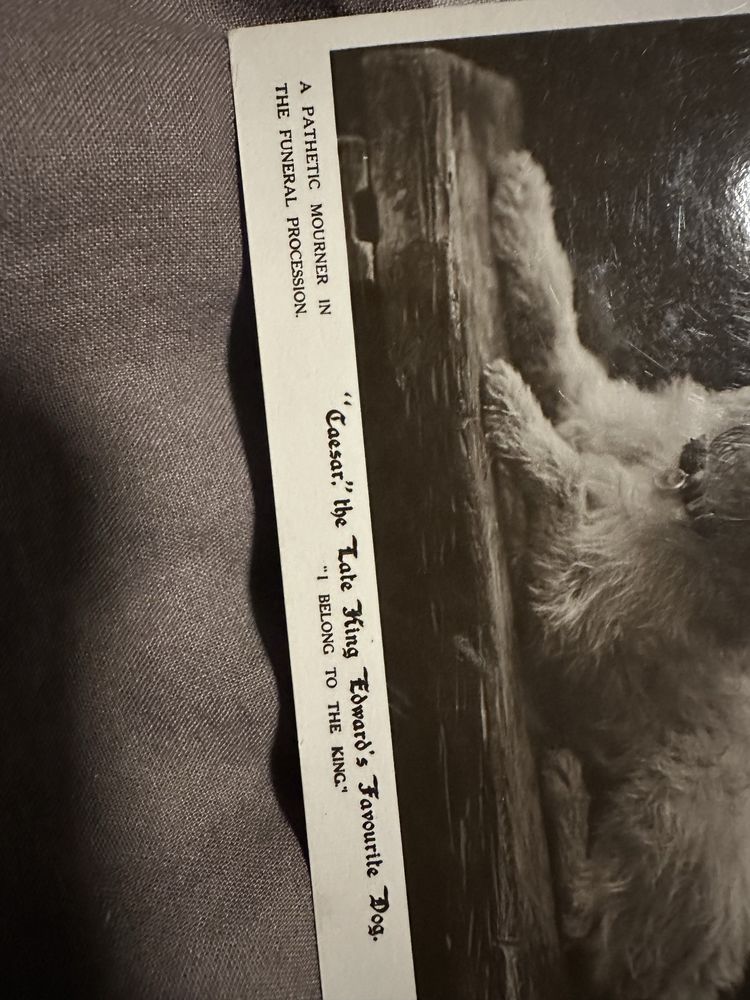 A PATHETIC MOURNER IN
THE FUNERAL PROCESSION.
"Caesar," the Late King Edward's Favourite Dog.
"I BELONG TO THE KING."